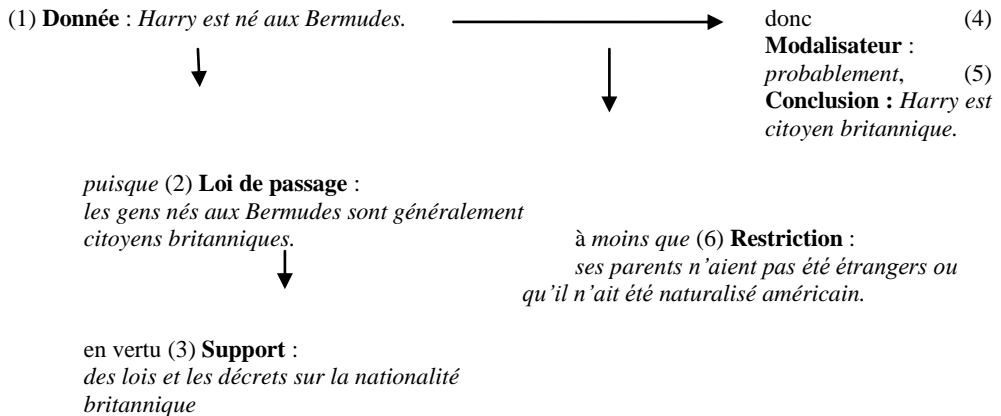 (1) Donnée : Harry est né aux Bermudes.
donc (4)
Modalisateur :
probablement, (5)
Conclusion : Harry est
citoyen britannique.
puisque (2) Loi de passage :
les gens nés aux Bermudes sont généralement
citoyens britanniques.
à moins que (6) Restriction :
ses parents n’aient pas été étrangers ou
qu’il n’ait été naturalisé américain.
en vertu (3) Support :
des lois et les décrets sur la nationalité
britannique